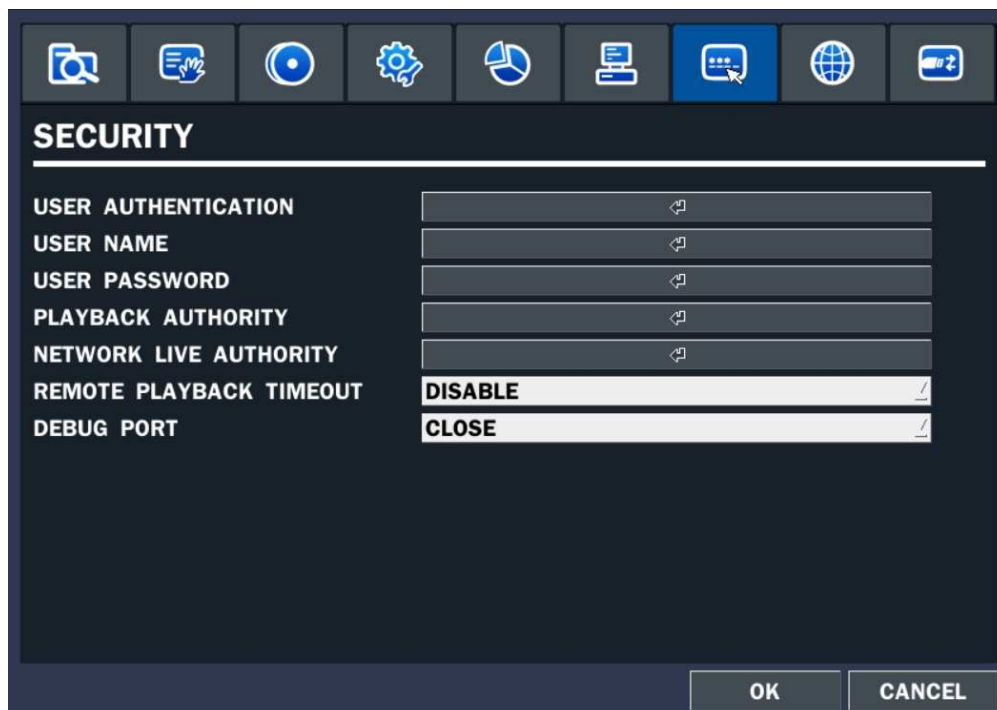 SECURITY
USER AUTHENTICATION
USER NAME
USER PASSWORD
PLAYBACK AUTHORITY
NETWORK LIVE AUTHORITY
REMOTE PLAYBACK TIMEOUT DISABLE
DEBUG PORT CLOSE
OK CANCEL